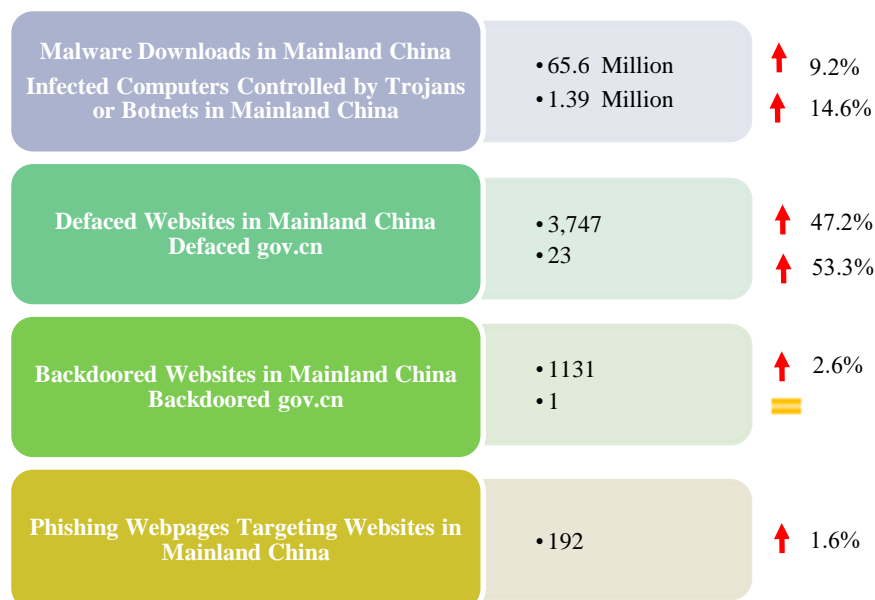 Malware Downloads in Mainland China
Infected Computers Controlled by Trojans
or Botnets in Mainland China
• 65.6 Million
• 1.39 Million
9.2%
14.6%
Defaced Websites in Mainland China
Defaced gov.cn
• 3,747
• 23
47.2%
53.3%
Backdoored Websites in Mainland China
Backdoored gov.cn
• 1131
• 1
2.6%
Phishing Webpages Targeting Websites in
Mainland China
• 192
1.6%